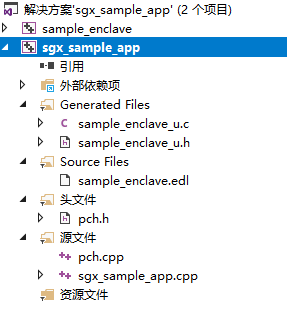 解决方案'sgx_sample_app' (2 个项目)
sample_enclave
sgx_sample_app
引用
外部依赖项
Generated Files
sample_enclave_u.c
sample_enclave_u.h
Source Files
sample_enclave.edl
头文件
pch.h
源文件
pch.cpp
sgx_sample_app.cpp
资源文件